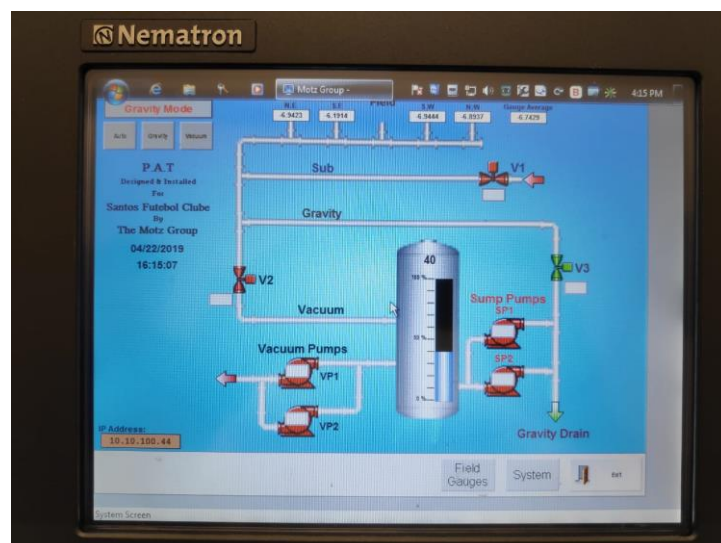 Nematron
Motz Group -
4:15 PM
Gravity Mode
N.E S.E Field S.W N.W Gauge Average
-6.9423 -6.1914 -6.9444 -6.8937 -6.7429
Auto Gravity Vacuum
P.A.T
Designed & Installed
For
Santos Futebol Clube
By
The Motz Group
04/22/2019
16:15:07
Sub
V1
Gravity
40
100 %
V2
V3
Vacuum
Sump Pumps
SP1
Vacuum Pumps
VP1
SP2
VP2
0 %
Gravity Drain
IP Address:
10.10.100.44
Field
Gauges
System
Exit
System Screen